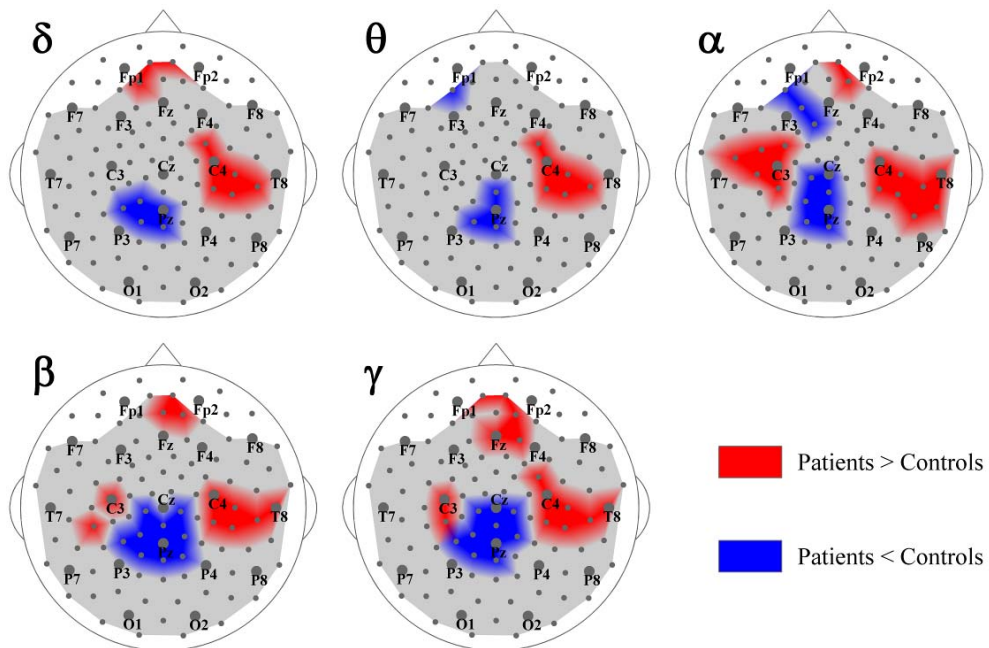 δ
Fp1 Fp2
F7 F3 Fz F4 F8
T7 C3 Cz C4 T8
P7 P3 Pz P4 P8
O1 O2
θ
Fp1 Fp2
F7 F3 Fz F4 F8
T7 C3 Cz C4 T8
P7 P3 Pz P4 P8
O1 O2
α
Fp1 Fp2
F7 F3 Fz F4 F8
T7 C3 Cz C4 T8
P7 P3 Pz P4 P8
O1 O2
β
Fp1 Fp2
F7 F3 Fz F4 F8
T7 C3 Cz C4 T8
P7 P3 Pz P4 P8
O1 O2
γ
Fp1 Fp2
F7 F3 Fz F4 F8
T7 C3 Cz C4 T8
P7 P3 Pz P4 P8
O1 O2
Patients > Controls
Patients < Controls